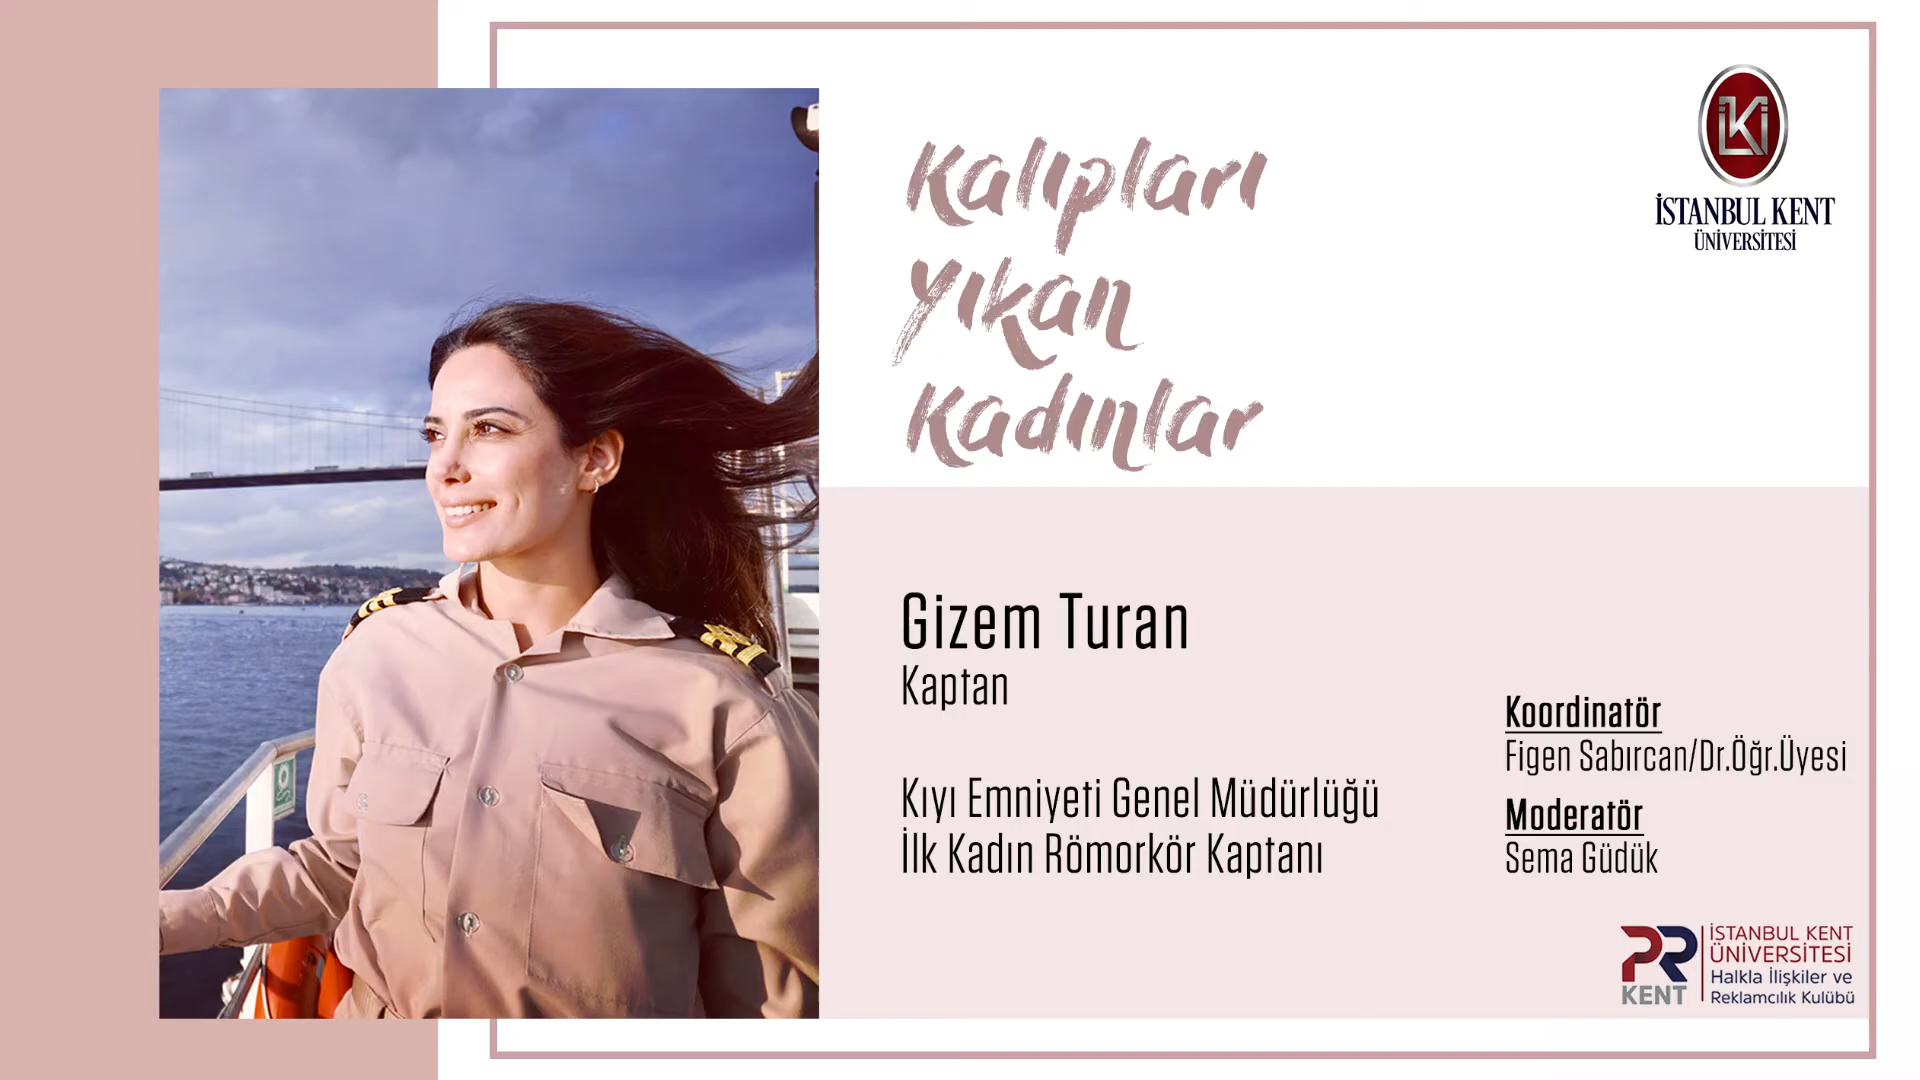 Kalıpları
yıkan
kadınlar
İSTANBUL KENT
ÜNİVERSİTESİ
Gizem Turan
Kaptan
Kıyı Emniyeti Genel Müdürlüğü
İlk Kadın Römorkör Kaptanı
Koordinatör
Figen Sabırcan/Dr.Öğr.Üyesi
Moderatör
Sema Güdük
PR
KENT
İSTANBUL KENT
ÜNİVERSİTESİ
Halkla İlişkiler ve
Reklamcılık Kulübü